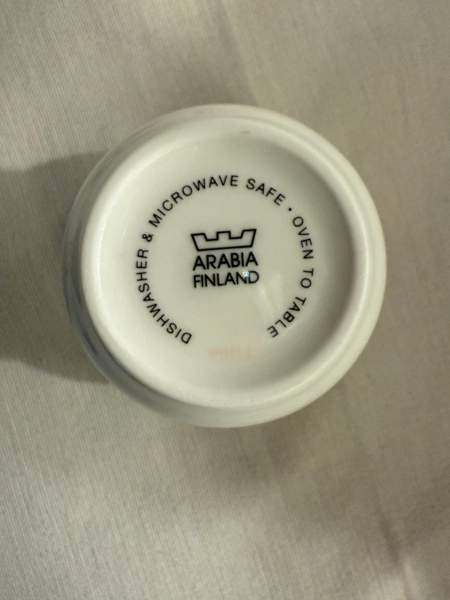 DISHWASHER & MICROWAVE SAFE · OVEN TO TABLE
ARABIA
FINLAND